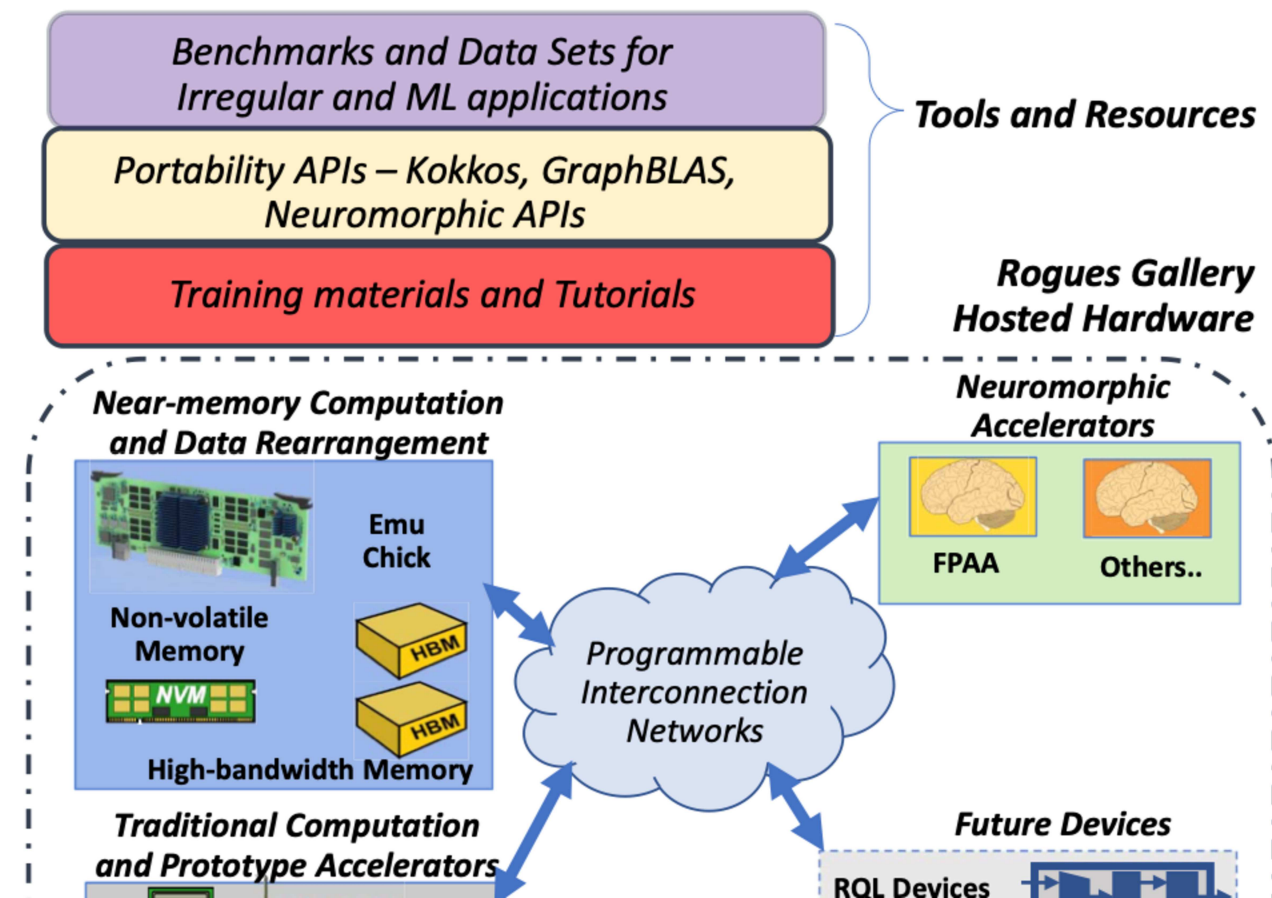 Benchmarks and Data Sets for
Irregular and ML applications
Tools and Resources
Portability APIs – Kokkos, GraphBLAS,
Neuromorphic APIs
Training materials and Tutorials
Rogues Gallery
Hosted Hardware
Near-memory Computation
and Data Rearrangement
Emu
Chick
Non-volatile
Memory
NVM
HBM
HBM
High-bandwidth Memory
Neuromorphic
Accelerators
FPAA
Others..
Programmable
Interconnection
Networks
Traditional Computation
and Prototype Accelerators
Future Devices
RQL Devices